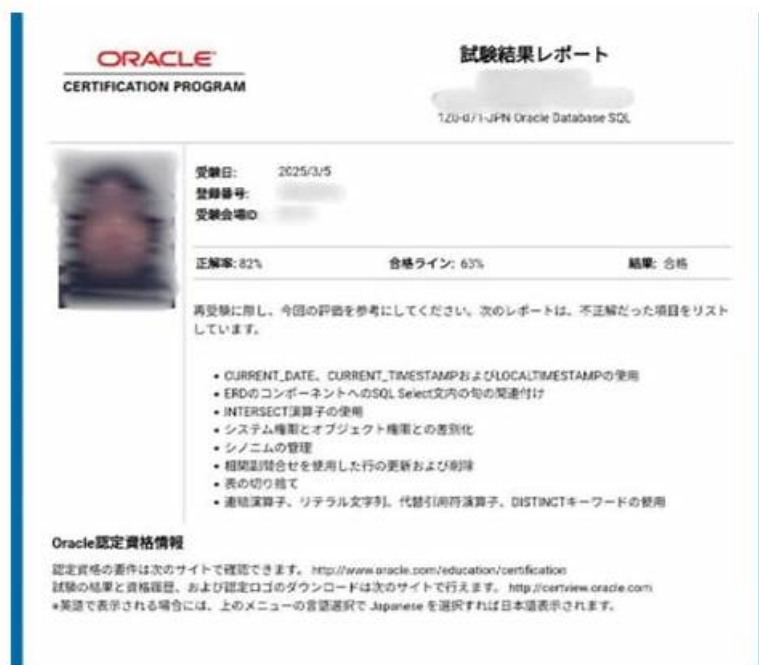 ORACLE
CERTIFICATION PROGRAM
試験結果レポート
1Z0-071-JPN Oracle Database SQL
受験日: 2025/3/5
登録番号:
受験会場ID
正解率: 82% 合格ライン: 63% 結果: 合格
再受験に際し、今回の評価を参考にしてください。次のレポートは、不正解だった項目をリスト
しています。
• CURRENT_DATE、CURRENT_TIMESTAMPおよびLOCALTIMESTAMPの使用
• ERDのコンポーネントへのSQL Select文内の句の関連付け
• INTERSECT演算子の使用
• システム権限とオブジェクト権限との差別化
• シノニムの管理
• 相関副問合せを使用した行の更新および削除
• 表の切り捨て
• 連結演算子、リテラル文字列、代替引用符演算子、DISTINCTキーワードの使用
Oracle認定資格情報
認定資格の要件は次のサイトで確認できます。 http://www.oracle.com/education/certification
試験の結果と資格履歴、および認定ロゴのダウンロードは次のサイトで行えます。 http://certview.oracle.com
*英語で表示される場合には、上のメニューの言語選択で Japanese を選択すれば日本語表示されます。